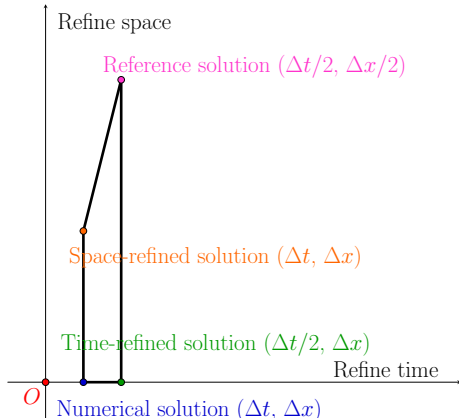 Refine space
Reference solution (Δt/2, Δx/2)
Space-refined solution (Δt, Δx)
Time-refined solution (Δt/2, Δx)
Refine time
O
Numerical solution (Δt, Δx)